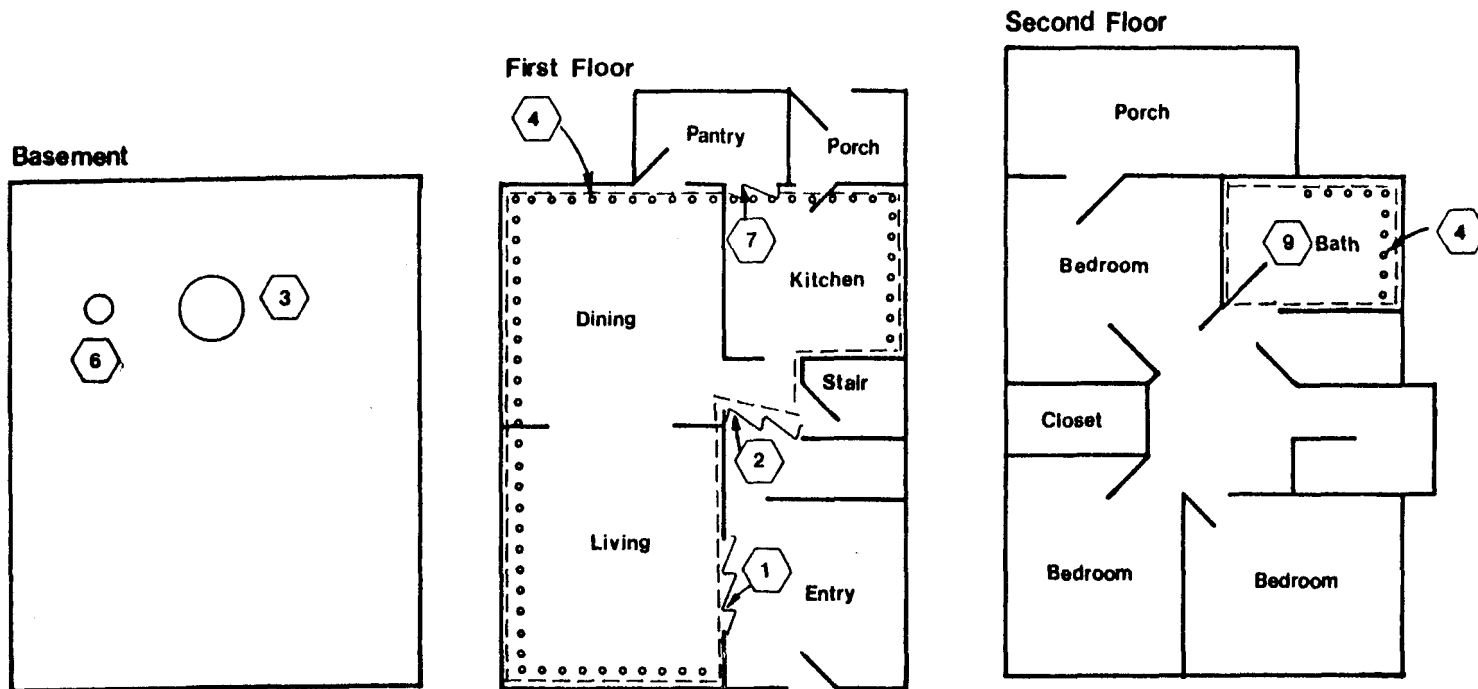 Basement
3
6
First Floor
4
Pantry
Porch
7
Kitchen
Dining
Stair
2
Living
1
Entry
Second Floor
Porch
9
Bath
4
Bedroom
Closet
Bedroom
Bedroom